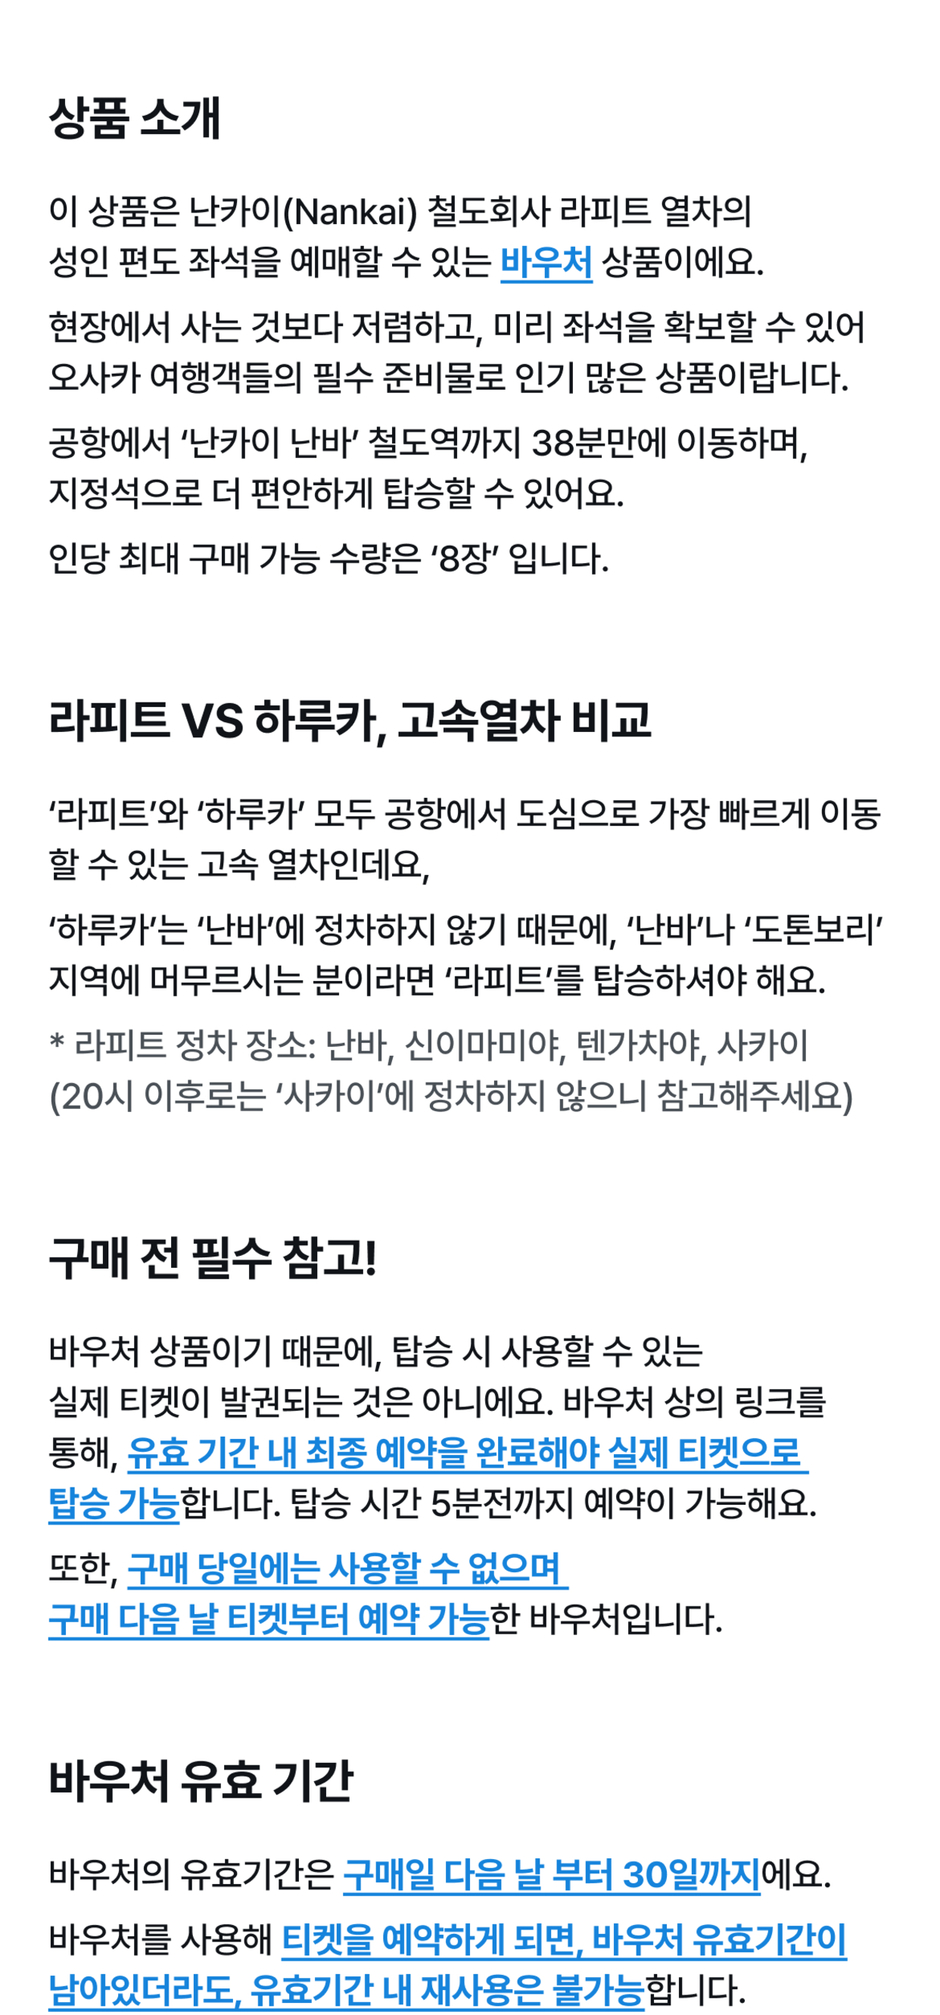 상품 소개
이 상품은 난카이(Nankai) 철도회사 라피트 열차의
성인 편도 좌석을 예매할 수 있는 바우처 상품이에요.
현장에서 사는 것보다 저렴하고, 미리 좌석을 확보할 수 있어
오사카 여행객들의 필수 준비물로 인기 많은 상품이랍니다.
공항에서 ‘난카이 난바’ 철도역까지 38분만에 이동하며,
지정석으로 더 편안하게 탑승할 수 있어요.
인당 최대 구매 가능 수량은 ‘8장’ 입니다.
라피트 VS 하루카, 고속열차 비교
‘라피트’와 ‘하루카’ 모두 공항에서 도심으로 가장 빠르게 이동
할 수 있는 고속 열차인데요,
‘하루카’는 ‘난바’에 정차하지 않기 때문에, ‘난바’나 ‘도톤보리’
지역에 머무르시는 분이라면 ‘라피트’를 탑승하셔야 해요.
* 라피트 정차 장소: 난바, 신이마미야, 텐가차야, 사카이
(20시 이후로는 ‘사카이’에 정차하지 않으니 참고해주세요)
구매 전 필수 참고!
바우처 상품이기 때문에, 탑승 시 사용할 수 있는
실제 티켓이 발권되는 것은 아니에요. 바우처 상의 링크를
통해, 유효 기간 내 최종 예약을 완료해야 실제 티켓으로
탑승 가능합니다. 탑승 시간 5분전까지 예약이 가능해요.
또한, 구매 당일에는 사용할 수 없으며
구매 다음 날 티켓부터 예약 가능한 바우처입니다.
바우처 유효 기간
바우처의 유효기간은 구매일 다음 날 부터 30일까지에요.
바우처를 사용해 티켓을 예약하게 되면, 바우처 유효기간이
남아있더라도, 유효기간 내 재사용은 불가능합니다.